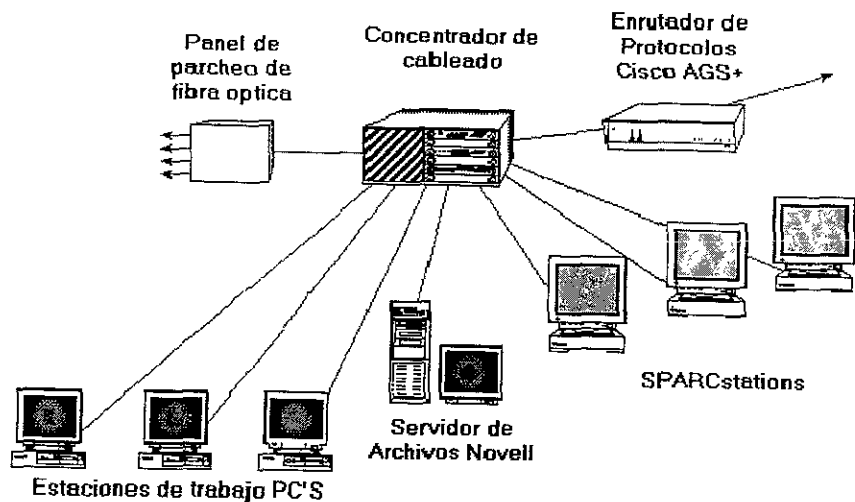 Panel de
parcheo de
fibra optica
Concentrador de
cableado
Enrutador de
Protocolos
Cisco AGS+
SPARCstations
Servidor de
Archivos Novell
Estaciones de trabajo PC'S